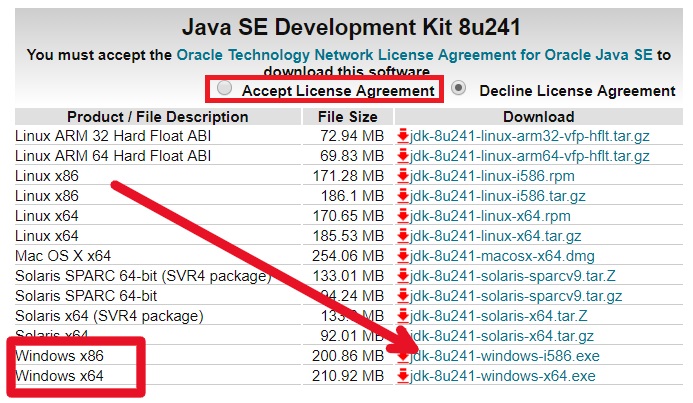 Java SE Development Kit 8u241
You must accept the Oracle Technology Network License Agreement for Oracle Java SE to
download this software.
Accept License Agreement Decline License Agreement
Product / File Description File Size Download
Linux ARM 32 Hard Float ABI 72.94 MB jdk-8u241-linux-arm32-vfp-hflt.tar.gz
Linux ARM 64 Hard Float ABI 69.83 MB jdk-8u241-linux-arm64-vfp-hflt.tar.gz
Linux x86 171.28 MB jdk-8u241-linux-i586.rpm
Linux x86 186.1 MB jdk-8u241-linux-i586.tar.gz
Linux x64 170.65 MB jdk-8u241-linux-x64.rpm
Linux x64 185.53 MB jdk-8u241-linux-x64.tar.gz
Mac OS X x64 254.06 MB jdk-8u241-macosx-x64.dmg
Solaris SPARC 64-bit (SVR4 package) 133.01 MB jdk-8u241-solaris-sparcv9.tar.Z
Solaris SPARC 64-bit 94.24 MB jdk-8u241-solaris-sparcv9.tar.gz
Solaris x64 (SVR4 package) MB jdk-8u241-solaris-x64.tar.Z
Solaris x64 92.01 MB jdk-8u241-solaris-x64.tar.gz
Windows x86 200.86 MB jdk-8u241-windows-i586.exe
Windows x64 210.92 MB jdk-8u241-windows-x64.exe